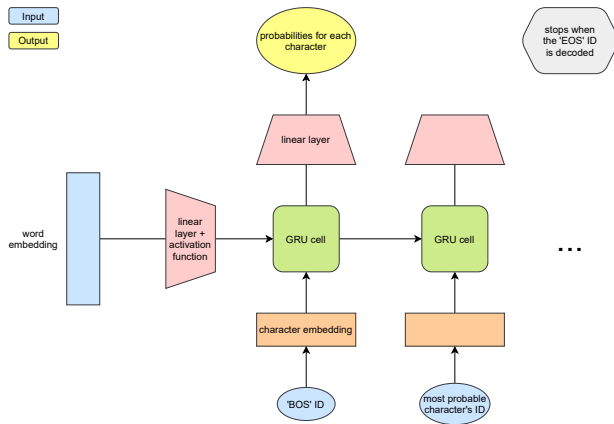 Input
Output
probabilities for each
character
stops when
the 'EOS' ID
is decoded
linear layer
word
embedding
linear
layer +
activation
function
GRU cell
GRU cell
...
character embedding
'BOS' ID
most probable
character's ID